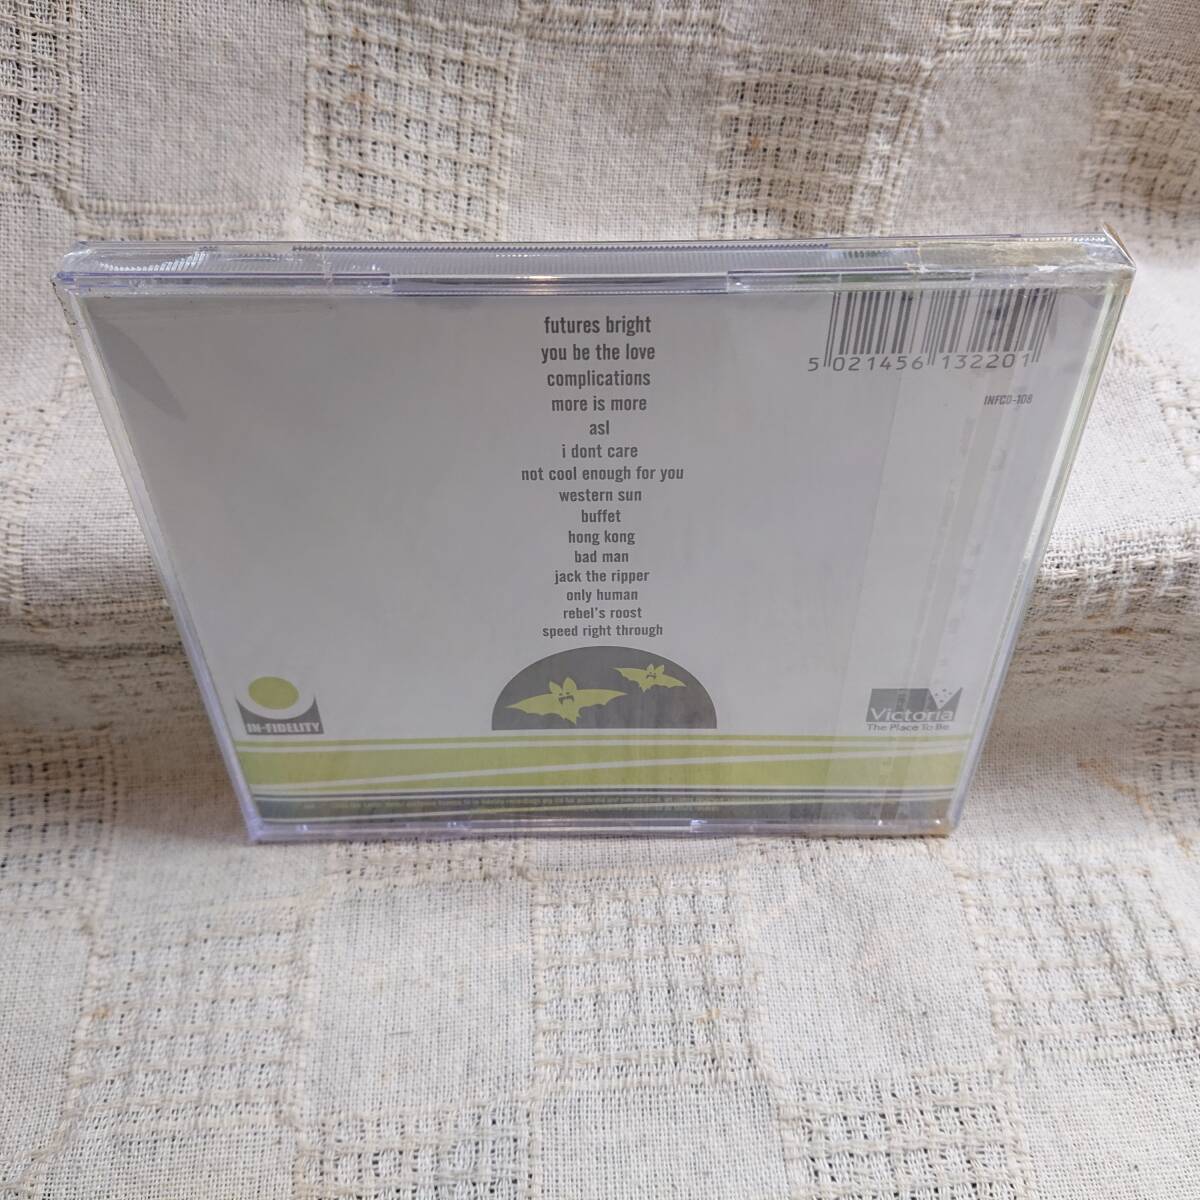 futures bright
you be the love
complications
more is more
asl
i dont care
not cool enough for you
western sun
buffet
hong kong
bad man
jack the ripper
only human
rebel's roost
speed right through
5 021456 132201
INFCD-108
IN-FIDELITY
Victoria
The Place To Be